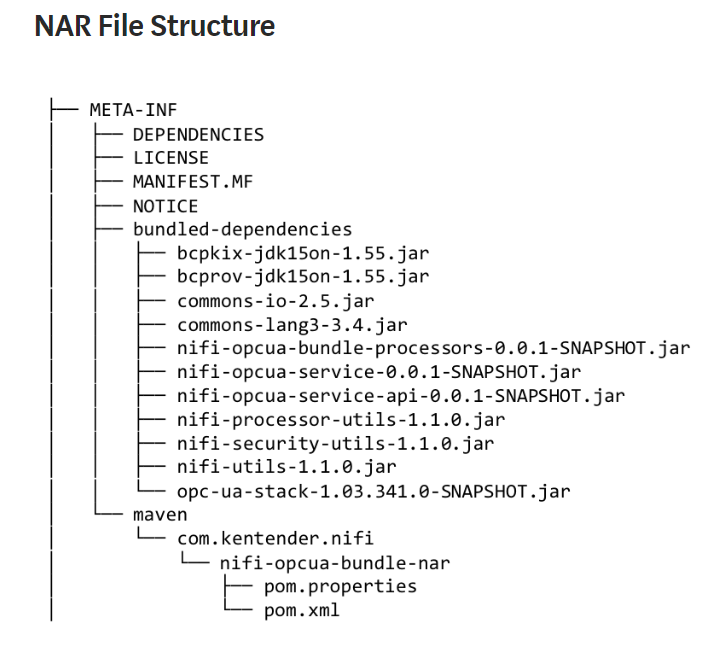 NAR File Structure
├── META-INF
│   ├── DEPENDENCIES
│   ├── LICENSE
│   ├── MANIFEST.MF
│   ├── NOTICE
│   ├── bundled-dependencies
│   │   ├── bcpkix-jdk15on-1.55.jar
│   │   ├── bcprov-jdk15on-1.55.jar
│   │   ├── commons-io-2.5.jar
│   │   ├── commons-lang3-3.4.jar
│   │   ├── nifi-opcua-bundle-processors-0.0.1-SNAPSHOT.jar
│   │   ├── nifi-opcua-service-0.0.1-SNAPSHOT.jar
│   │   ├── nifi-opcua-service-api-0.0.1-SNAPSHOT.jar
│   │   ├── nifi-processor-utils-1.1.0.jar
│   │   ├── nifi-security-utils-1.1.0.jar
│   │   ├── nifi-utils-1.1.0.jar
│   │   └── opc-ua-stack-1.03.341.0-SNAPSHOT.jar
│   └── maven
│       └── com.kentender.nifi
│           └── nifi-opcua-bundle-nar
│               ├── pom.properties
│               └── pom.xml